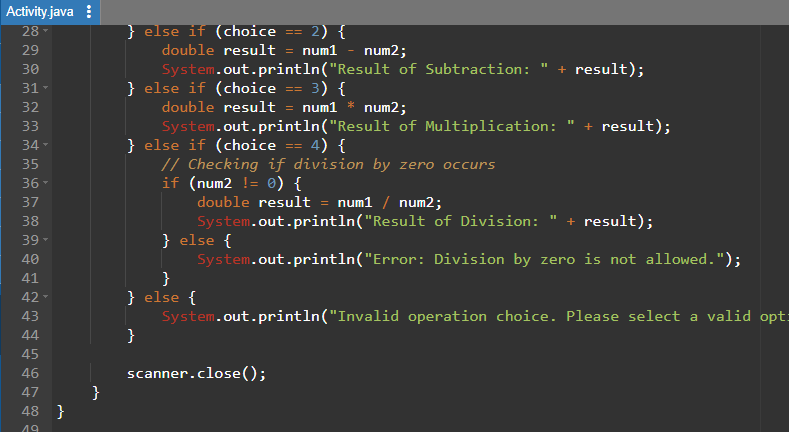 Activity.java
28 } else if (choice == 2) {
29 double result = num1 - num2;
30 System.out.println("Result of Subtraction: " + result);
31 } else if (choice == 3) {
32 double result = num1 * num2;
33 System.out.println("Result of Multiplication: " + result);
34 } else if (choice == 4) {
35 // Checking if division by zero occurs
36 if (num2 != 0) {
37 double result = num1 / num2;
38 System.out.println("Result of Division: " + result);
39 } else {
40 System.out.println("Error: Division by zero is not allowed.");
41 }
42 } else {
43 System.out.println("Invalid operation choice. Please select a valid opti
44 }
45
46 scanner.close();
47 }
48 }
49